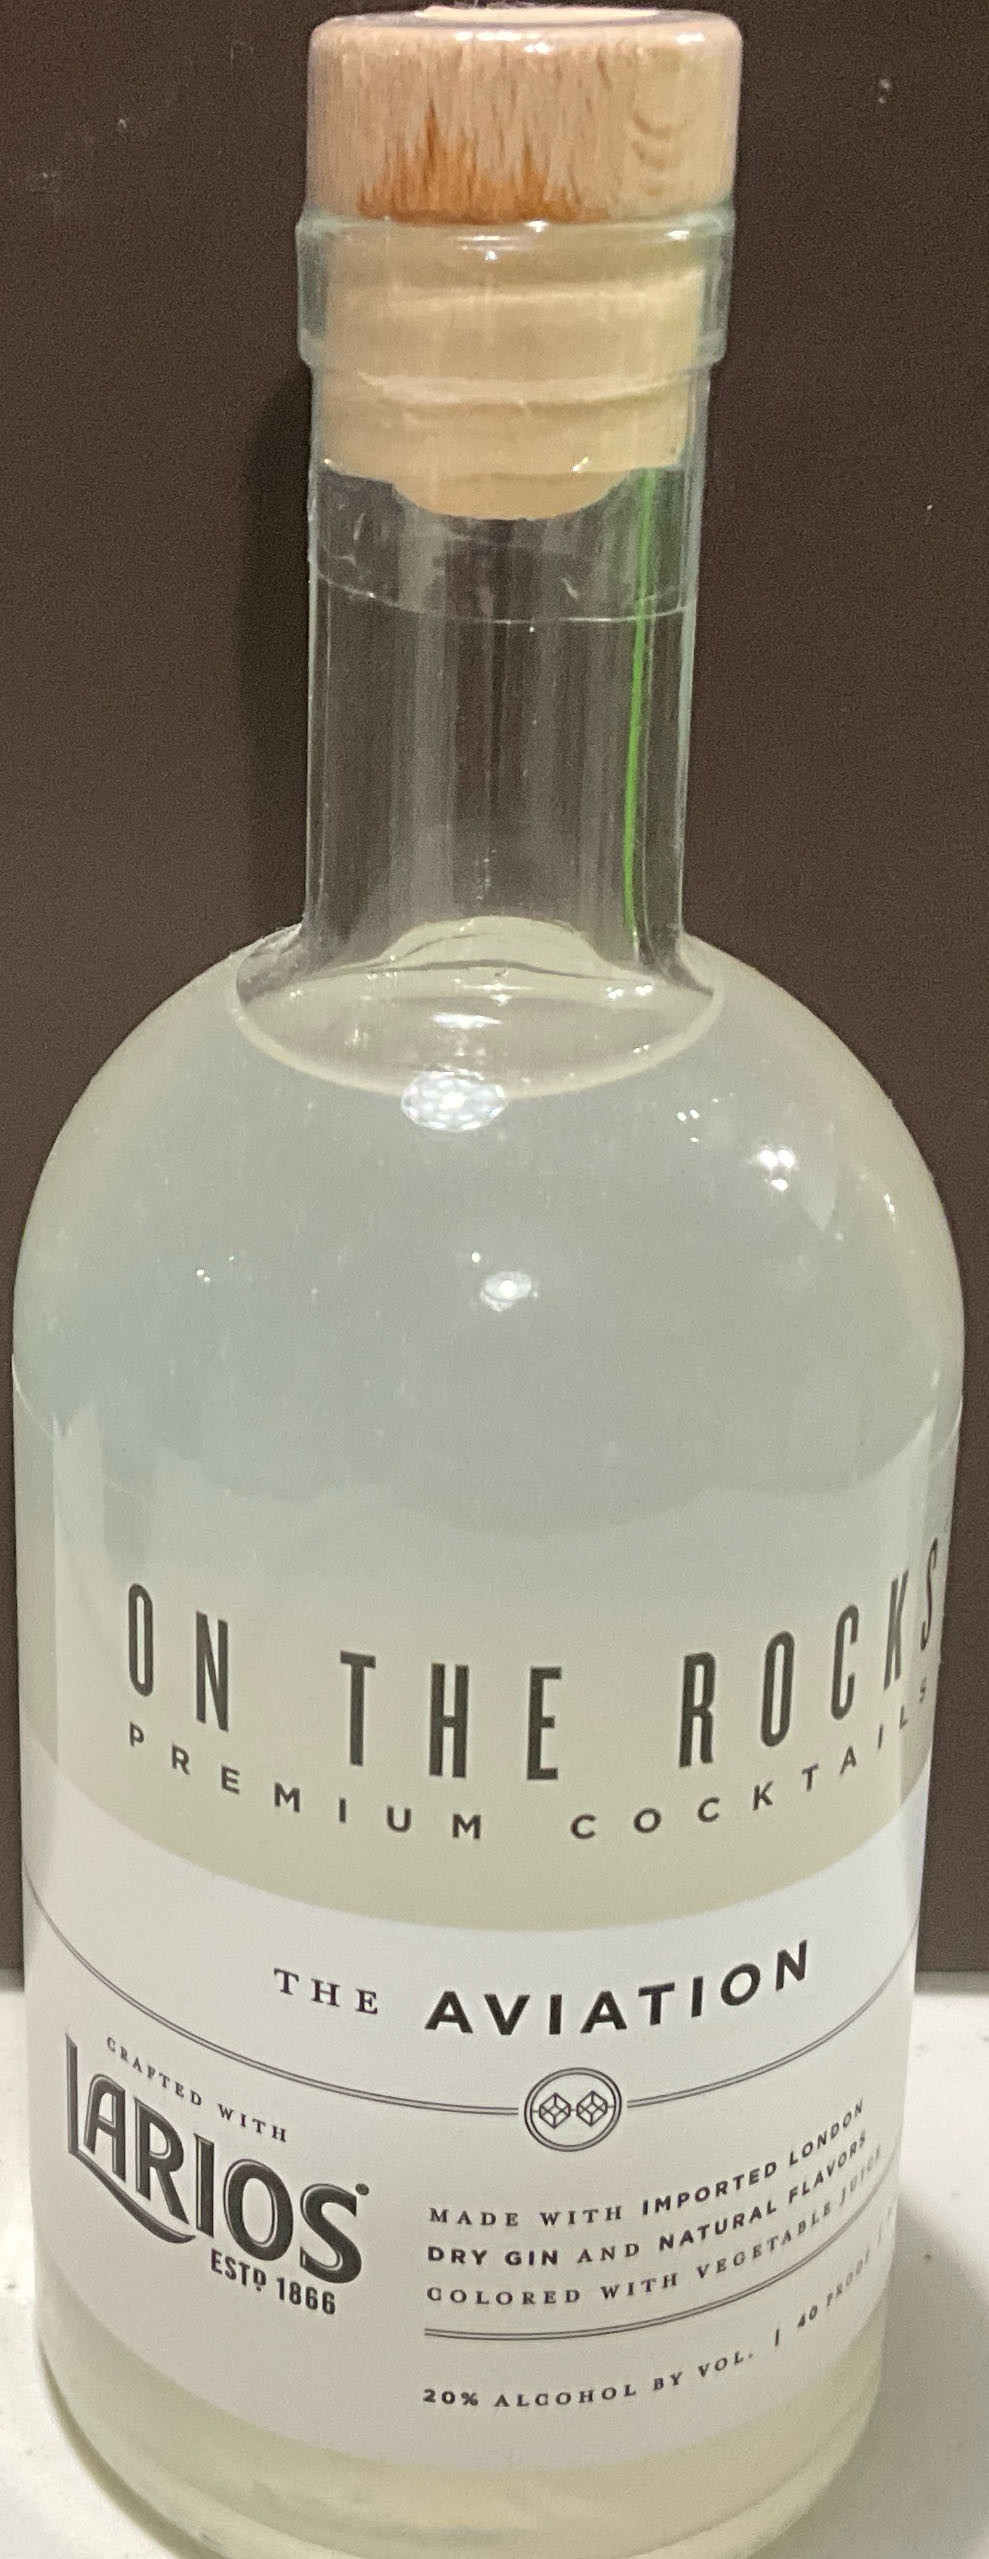 ON THE ROCKS
PREMIUM COCKTAILS
THE AVIATION
CRAFTED WITH
LARIOS
ESTD 1866
MADE WITH IMPORTED LONDON
DRY GIN AND NATURAL FLAVORS
COLORED WITH VEGETABLE JUICE
20% ALCOHOL BY VOL. | 40 PROOF |